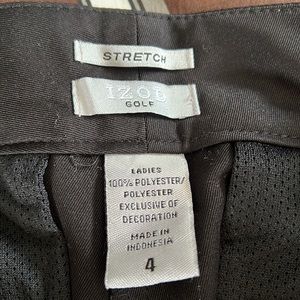 STRETCH
IZOD
GOLF
LADIES
100% POLYESTER/
POLYESTER
EXCLUSIVE OF
DECORATION
MADE IN
INDONESIA
4